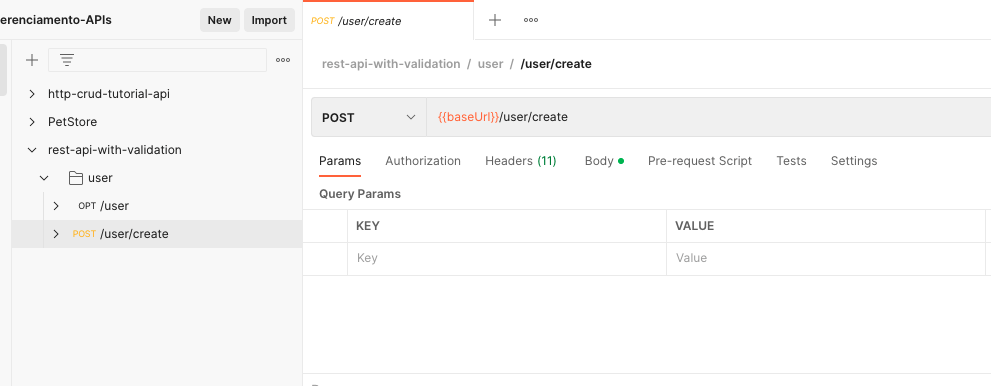 erenciamento-APIs
New
Import
POST /user/create
http-crud-tutorial-api
PetStore
rest-api-with-validation
user
OPT /user
POST /user/create
rest-api-with-validation / user / /user/create
POST
{{baseUrl}}/user/create
Params
Authorization
Headers (11)
Body
Pre-request Script
Tests
Settings
Query Params
KEY
VALUE
Key
Value